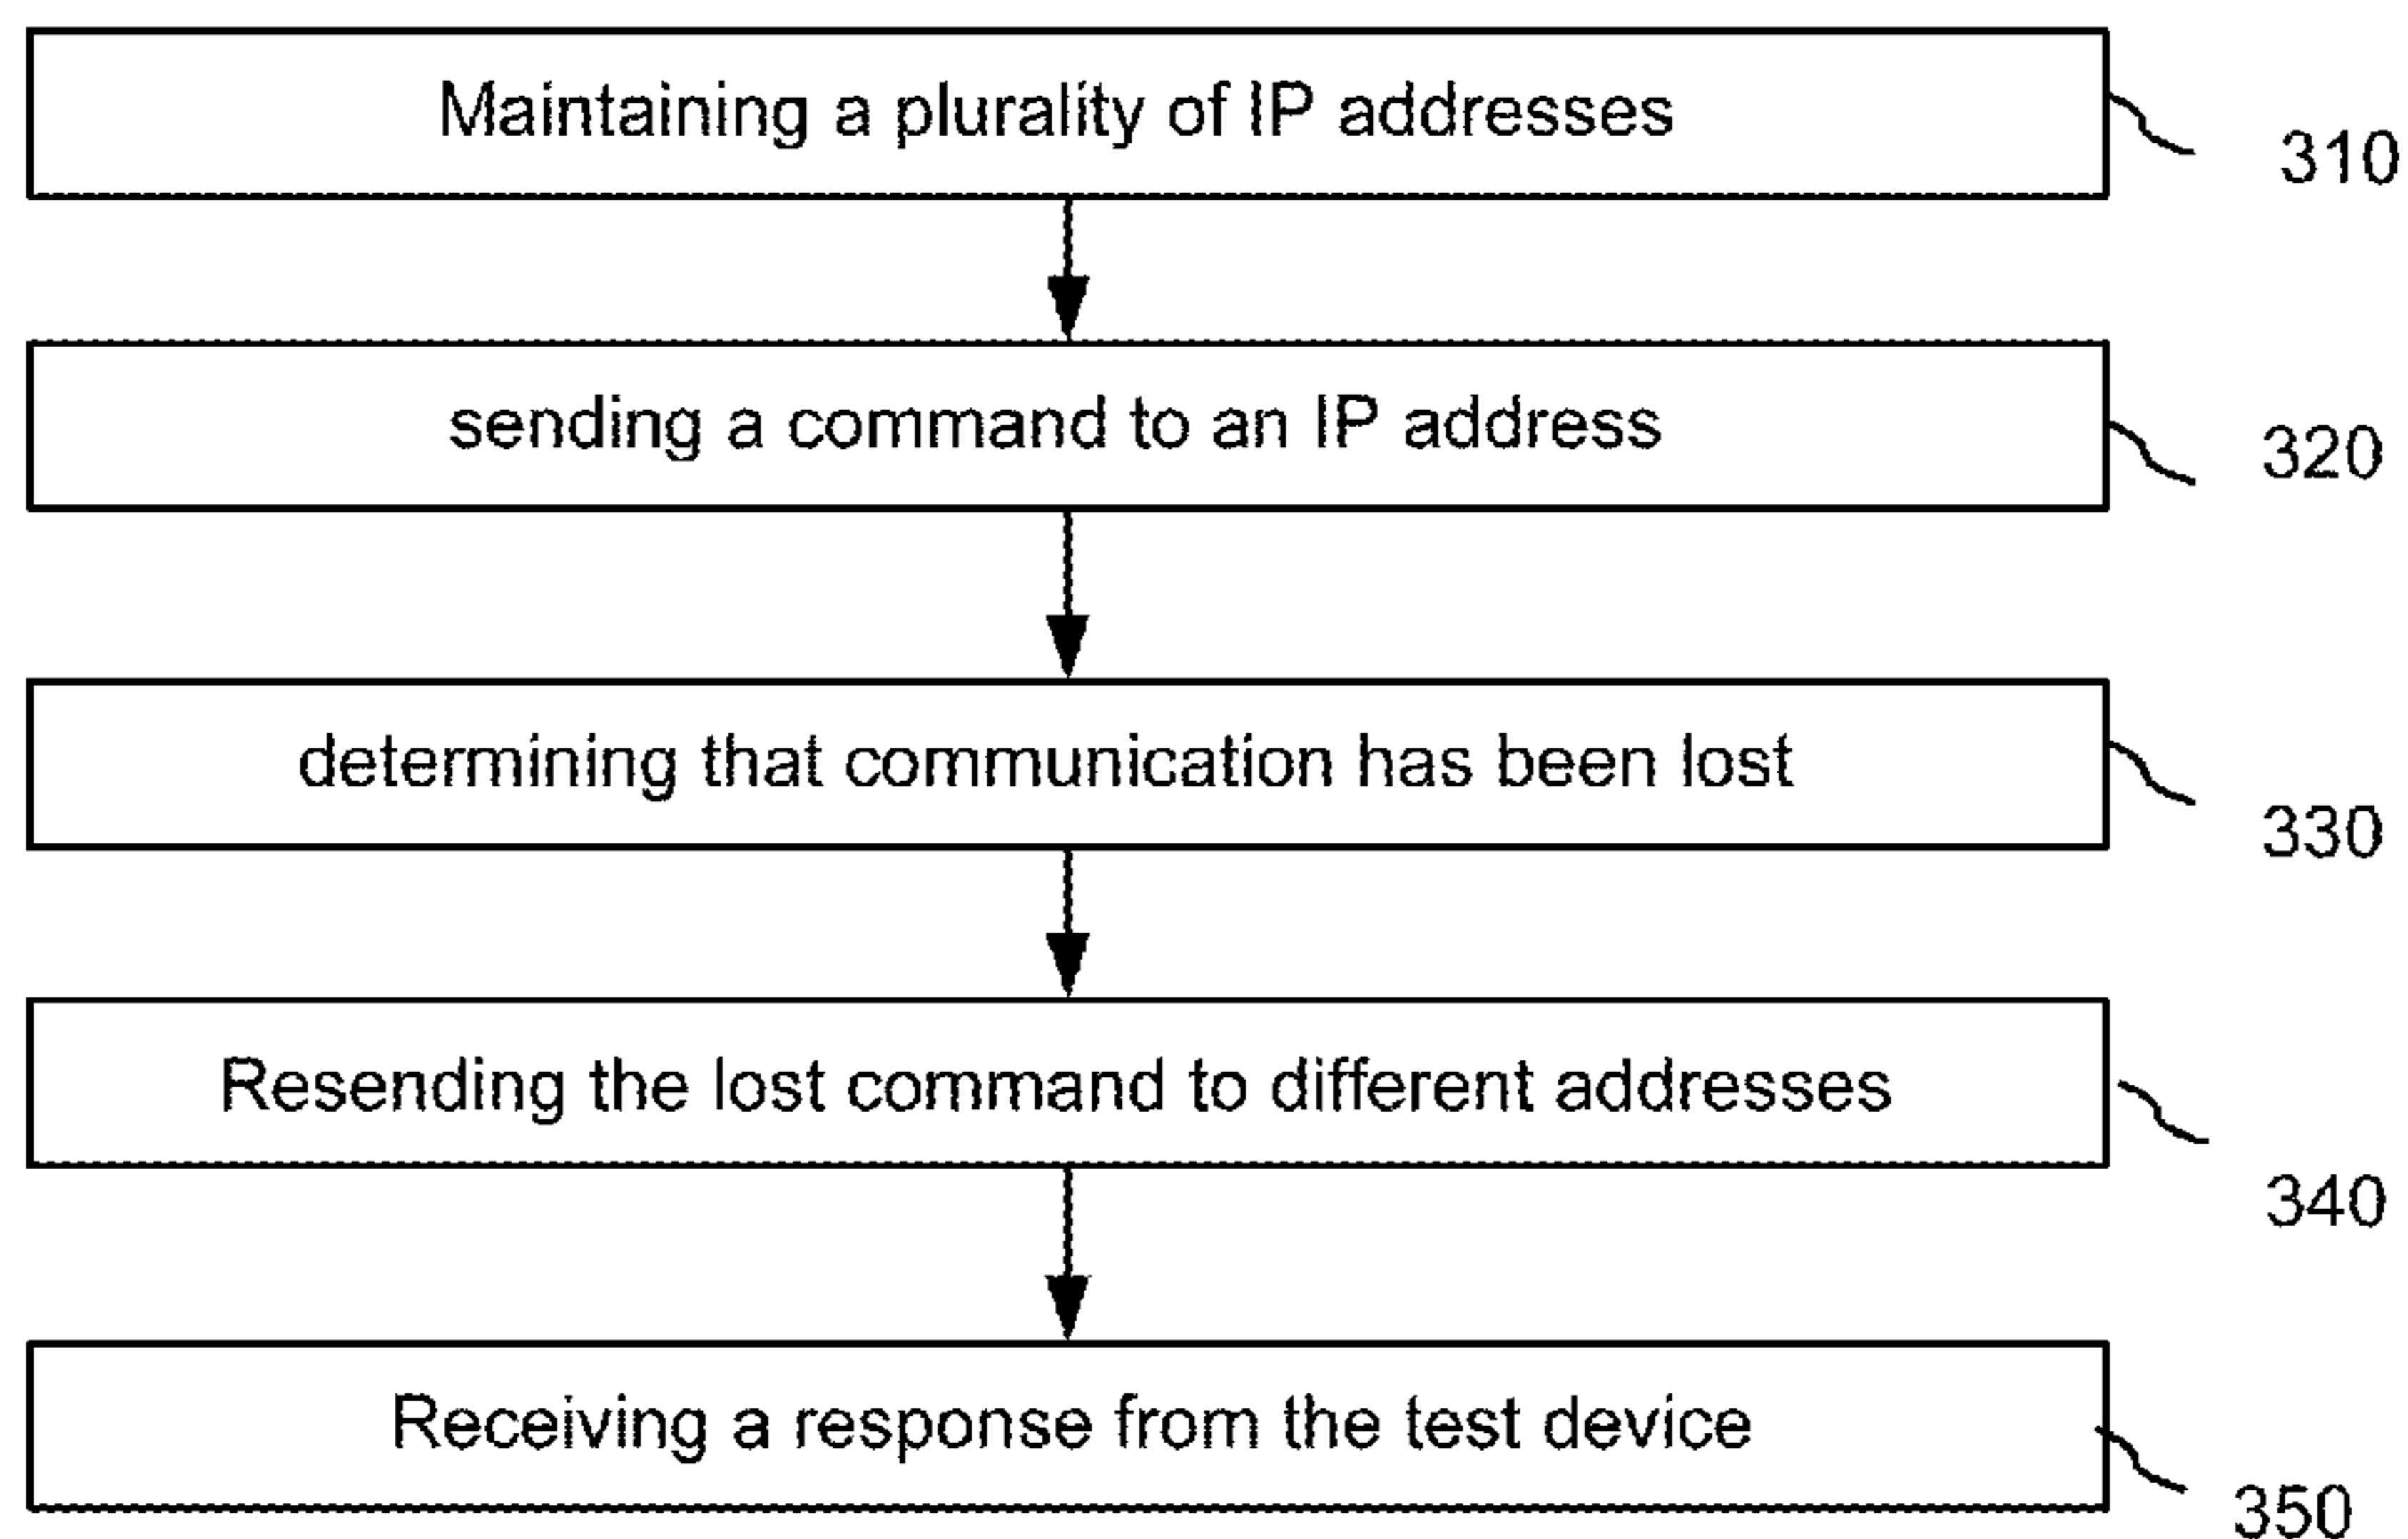 Maintaining a plurality of IP addresses
310
sending a command to an IP address
320
determining that communication has been lost
330
Resending the lost command to different addresses
340
Receiving a response from the test device
350